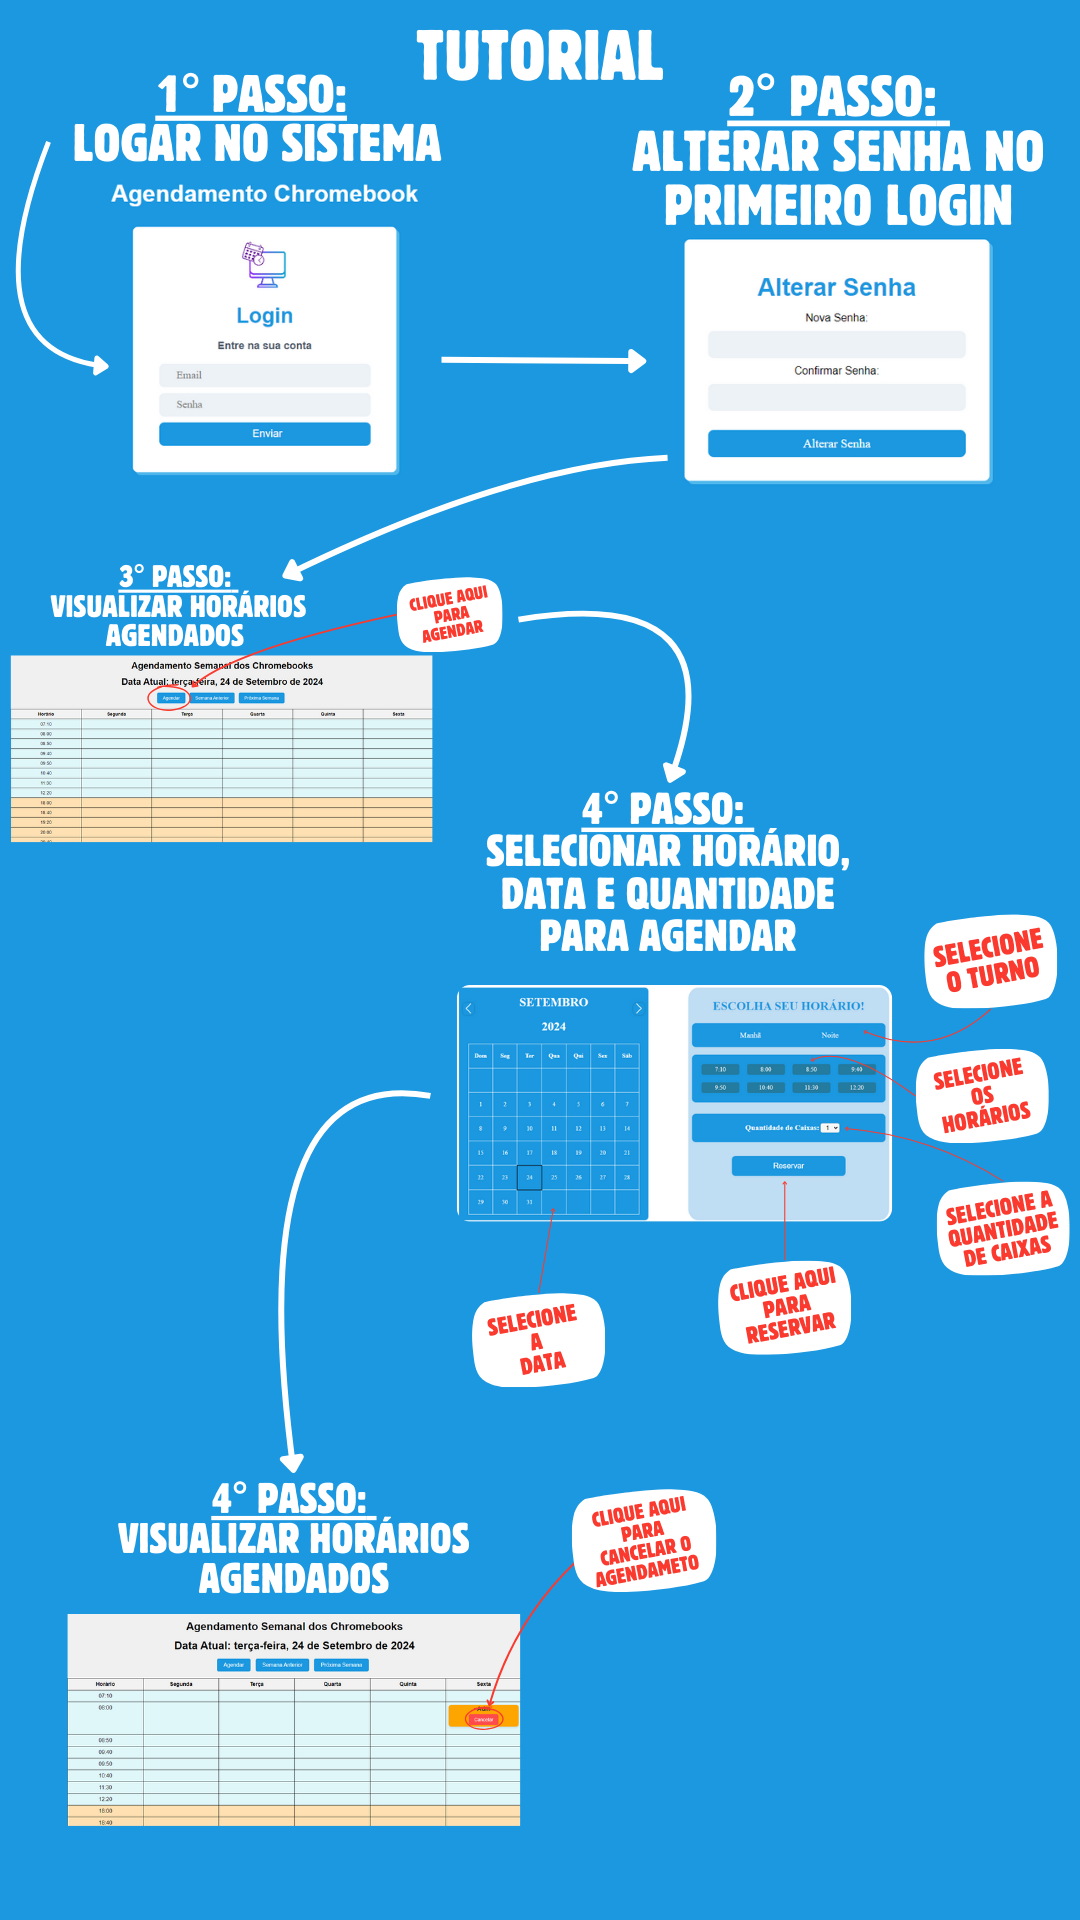 TUTORIAL
1° PASSO:
LOGAR NO SISTEMA
Agendamento Chromebook
Login
Entre na sua conta
Email
Senha
Enviar
2° PASSO:
ALTERAR SENHA NO
PRIMEIRO LOGIN
Alterar Senha
Nova Senha:
Confirmar Senha:
Alterar Senha
3° PASSO:
VISUALIZAR HORÁRIOS
AGENDADOS
CLIQUE AQUI
PARA
AGENDAR
Agendamento Semanal dos Chromebooks
Data Atual: terça-feira, 24 de Setembro de 2024
Agendar Semana Anterior Próxima Semana
Horário Segunda Terça Quarta Quinta Sexta
07:10
08:00
08:50
09:40
09:50
10:40
11:30
12:20
18:00
18:40
19:20
20:00
4° PASSO:
SELECIONAR HORÁRIO,
DATA E QUANTIDADE
PARA AGENDAR
SETEMBRO
2024
Dom Seg Ter Qua Qui Sex Sáb
1 2 3 4 5 6 7
8 9 10 11 12 13 14
15 16 17 18 19 20 21
22 23 24 25 26 27 28
29 30 31
ESCOLHA SEU HORÁRIO!
Manhã Noite
7:10 8:00 8:50 9:40
9:50 10:40 11:30 12:20
Quantidade de Caixas: 1
Reservar
SELECIONE
O TURNO
SELECIONE
OS
HORÁRIOS
SELECIONE A
QUANTIDADE
DE CAIXAS
CLIQUE AQUI
PARA
RESERVAR
SELECIONE
A
DATA
4° PASSO:
VISUALIZAR HORÁRIOS
AGENDADOS
CLIQUE AQUI
PARA
CANCELAR O
AGENDAMETO
Agendamento Semanal dos Chromebooks
Data Atual: terça-feira, 24 de Setembro de 2024
Agendar Semana Anterior Próxima Semana
Horário Segunda Terça Quarta Quinta Sexta
07:10
08:00
Cancelar
08:50
09:40
09:50
10:40
11:30
12:20
18:00
18:40